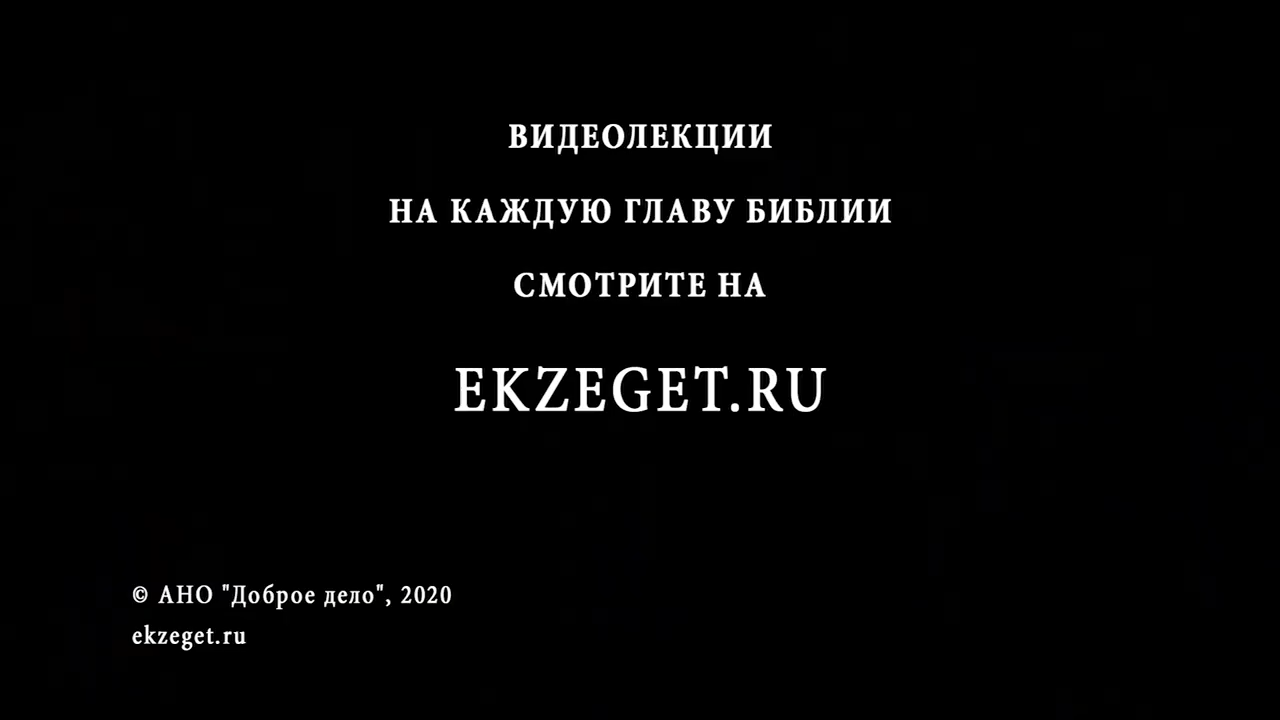 ВИДЕОЛЕКЦИИ
НА КАЖДУЮ ГЛАВУ БИБЛИИ
СМОТРИТЕ НА
EKZEGET.RU
© АНО "Доброе дело", 2020
ekzeget.ru